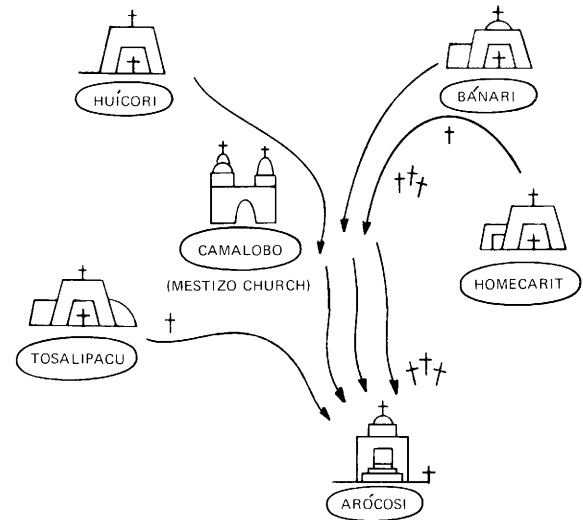 HUÍCORI
BÁNARI
CAMALOBO
(MESTIZO CHURCH)
HOMECARIT
TOSALIPACU
ARÓCOSI